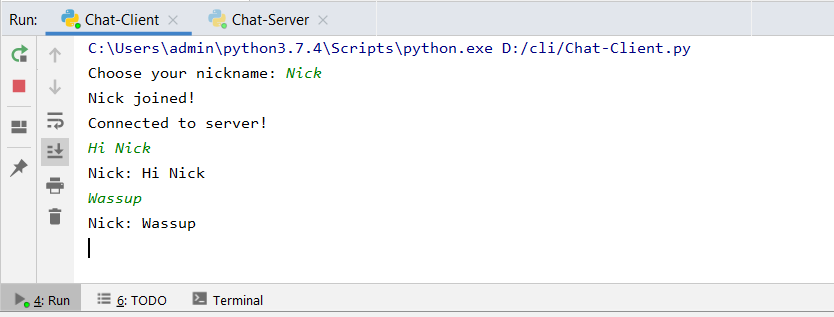 Run: Chat-Client × Chat-Server ×
C:\Users\admin\python3.7.4\Scripts\python.exe D:/cli/Chat-Client.py
Choose your nickname: Nick
Nick joined!
Connected to server!
Hi Nick
Nick: Hi Nick
Wassup
Nick: Wassup
4: Run 6: TODO Terminal